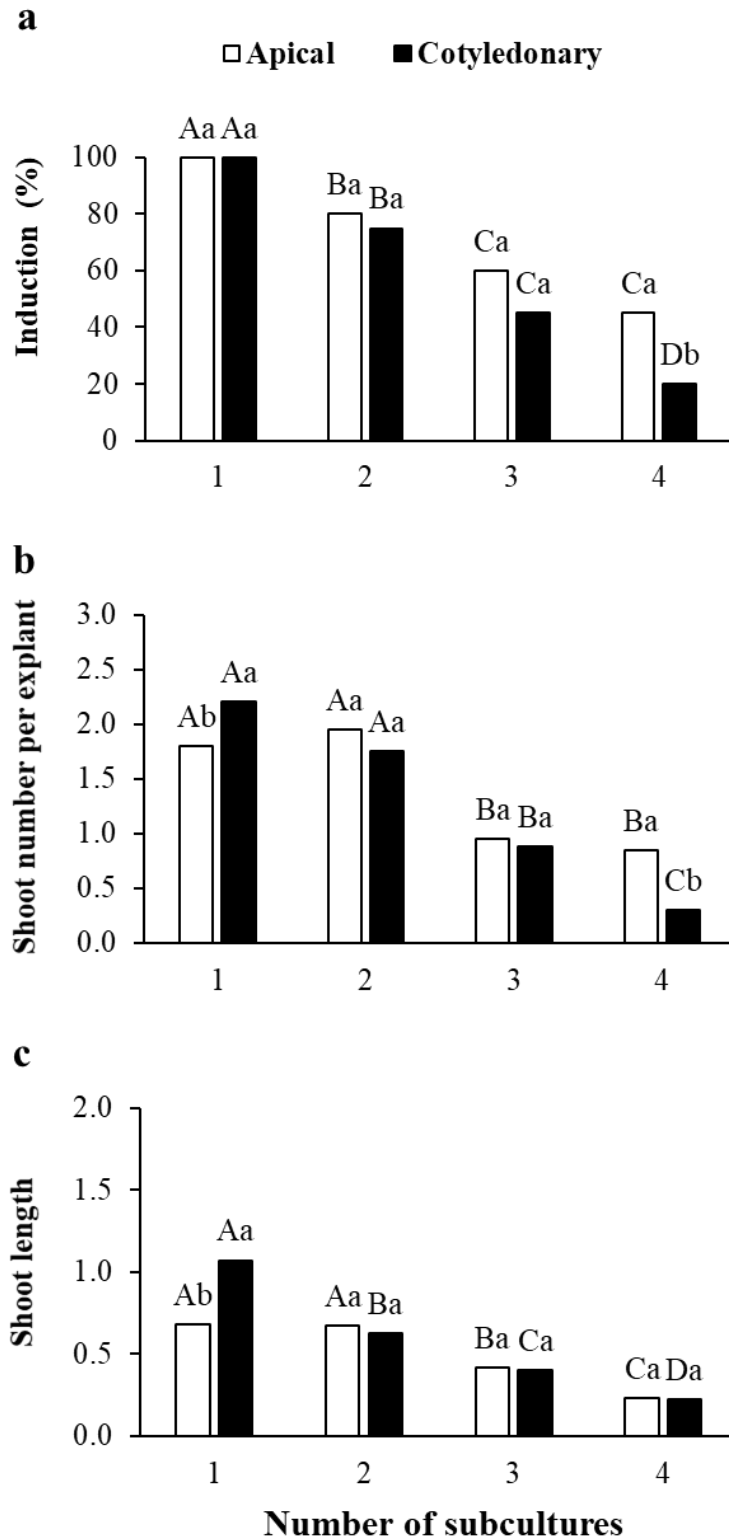 a
Apical Cotyledonary
Induction (%)
100
80
60
40
20
0
Aa Aa
Ba Ba
Ca Ca
Ca Db
1 2 3 4
b
Shoot number per explant
3.0
2.5
2.0
1.5
1.0
0.5
0.0
Ab Aa
Aa Aa
Ba Ba
Ba Cb
1 2 3 4
c
Shoot length
2.0
1.5
1.0
0.5
0.0
Ab Aa
Aa Ba
Ba Ca
Ca Da
1 2 3 4
Number of subcultures